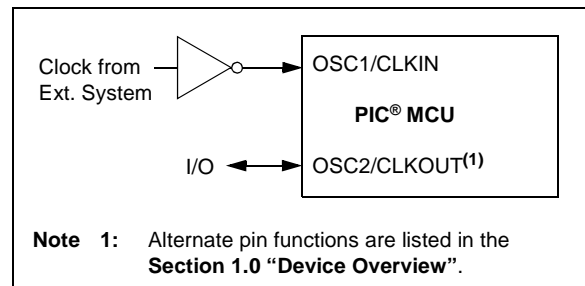 Clock from
Ext. System
OSC1/CLKIN
PIC® MCU
I/O
OSC2/CLKOUT(1)
Note 1: Alternate pin functions are listed in the
Section 1.0 “Device Overview”.